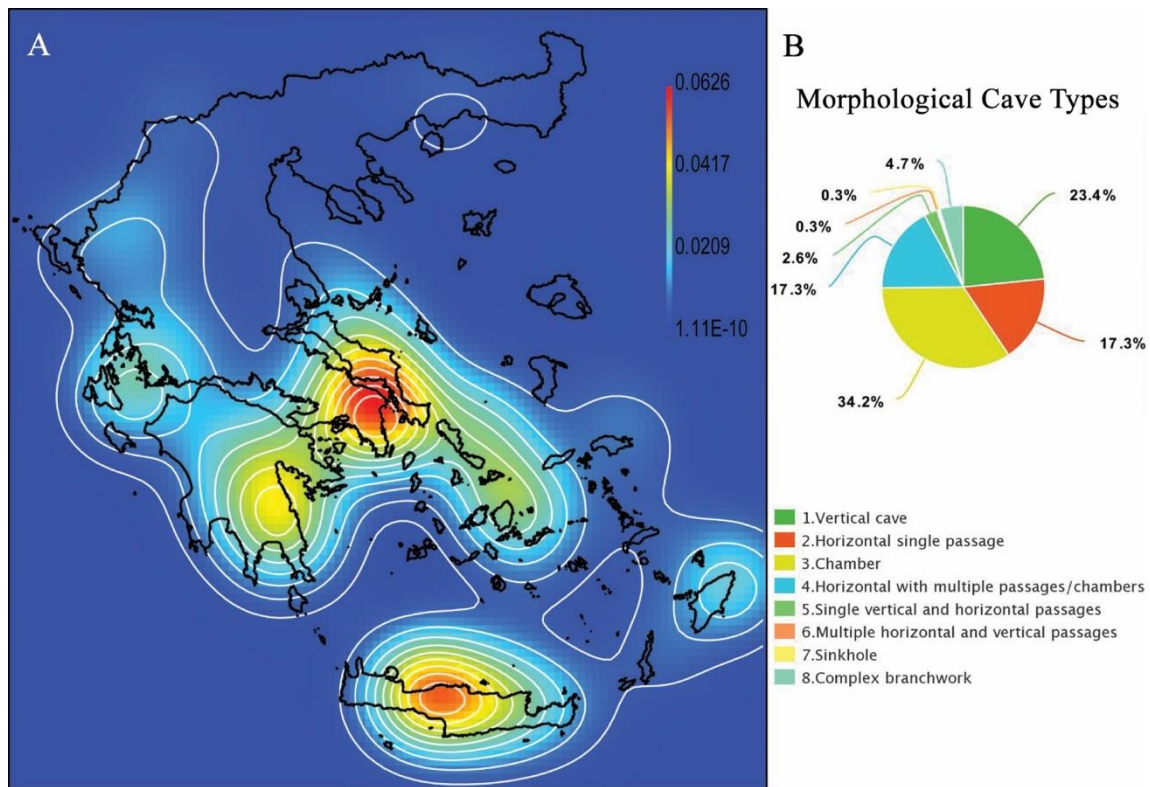 A
0.0626
0.0417
0.0209
1.11E-10
B
Morphological Cave Types
4.7%
23.4%
0.3%
0.3%
2.6%
17.3%
17.3%
34.2%
1.Vertical cave
2.Horizontal single passage
3.Chamber
4.Horizontal with multiple passages/chambers
5.Single vertical and horizontal passages
6.Multiple horizontal and vertical passages
7.Sinkhole
8.Complex branchwork